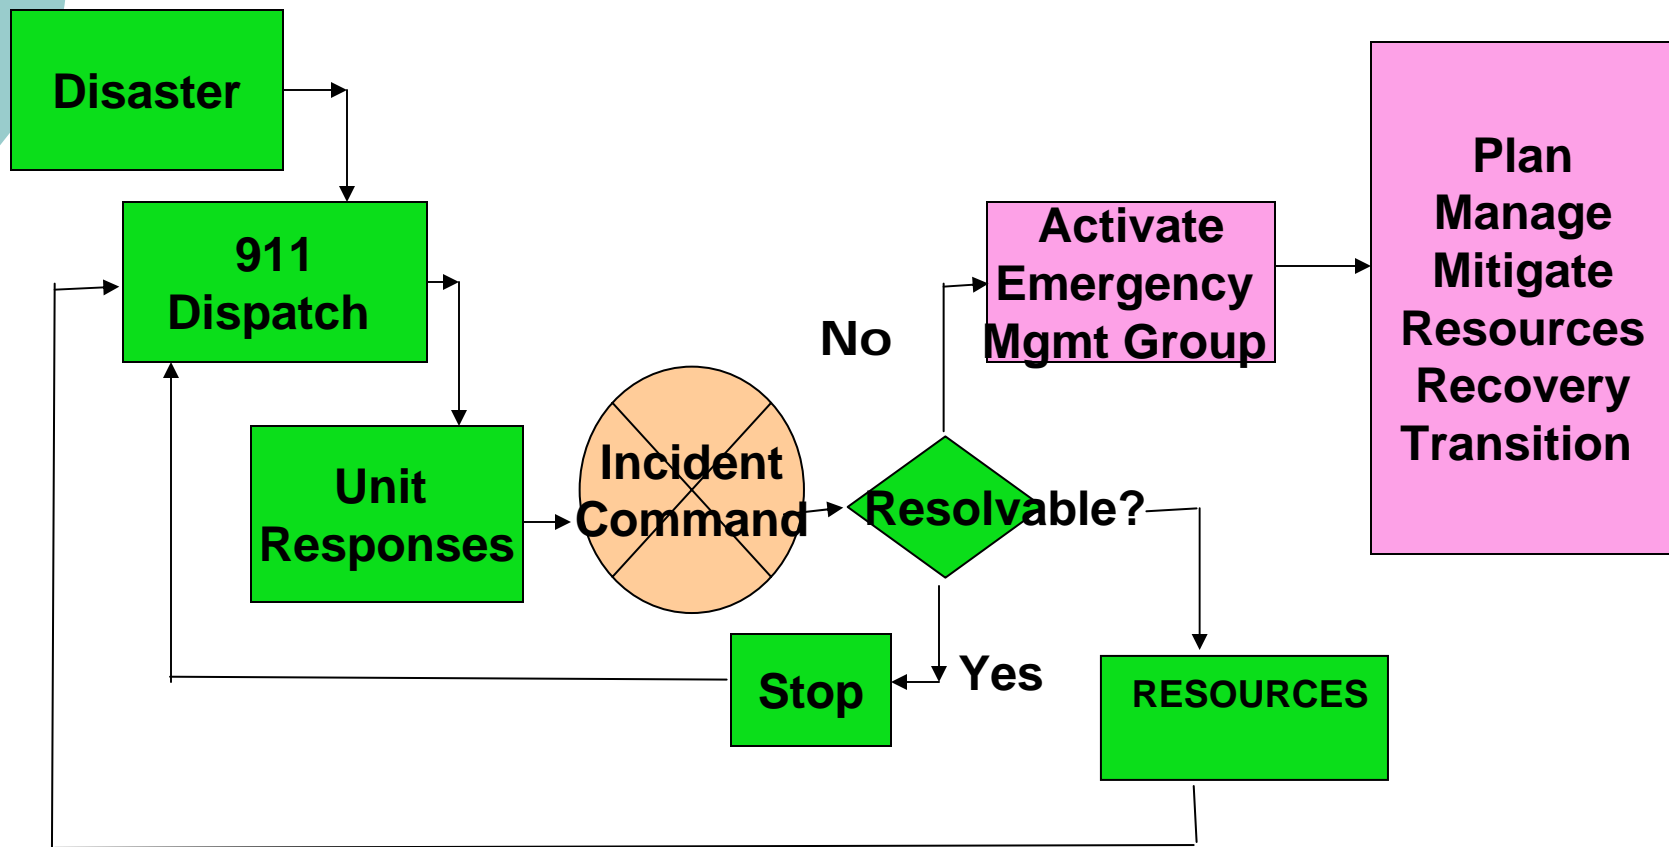 Disaster
911
Dispatch
Unit
Responses
Incident
Command
Resolvable?
No
Activate
Emergency
Mgmt Group
Plan
Manage
Mitigate
Resources
Recovery
Transition
Yes
Stop
RESOURCES